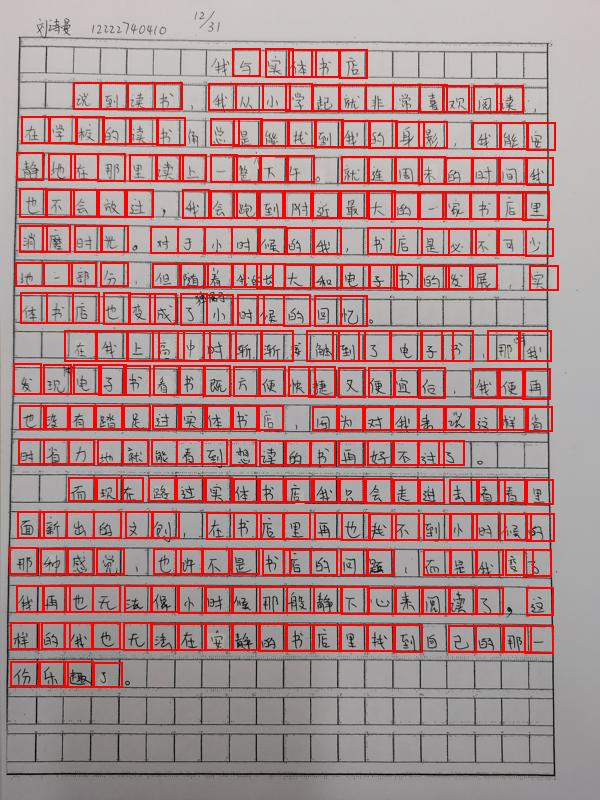 刘诗曼 12222740410 12/31
我与实体书店
说到读书，我从小学起就非常喜欢阅读，
在学校的读书角总是能找到我的身影，我能安
静地在那里读上一整个下午。就连周末的时间我
也不会放过，我会跑到附近最大的一家书店里
消磨时光。对于小时候的我，书店是必不可少
地一部分，但随着我的长大和电子书的发展，实
体书店也变成了小时候的回忆。
在我上高中时渐渐接触到了电子书，那时我
发现电子书看书既方便快捷又便宜后，我便再
也没有踏足过实体书店，因为对我来说这样省
时省力地就能看到想读的书再好不过了。
而现在路过实体书店我只会走进去看看里
面新出的文创，在书店里再也找不到小时候的
那种感觉，也许不是书店的问题，而是我变了
我再也无法像小时候那般静下心来阅读了，这
样的我也无法在安静的书店里找到自己的那一
份乐趣了。